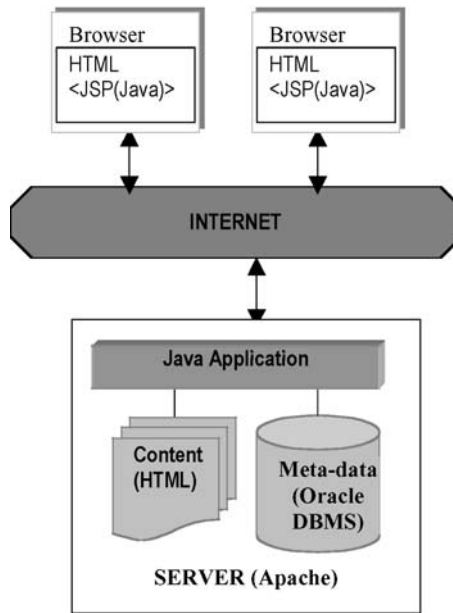 Browser
HTML
<JSP(Java)>
Browser
HTML
<JSP(Java)>
INTERNET
Java Application
Content
(HTML)
Meta-data
(Oracle
DBMS)
SERVER (Apache)